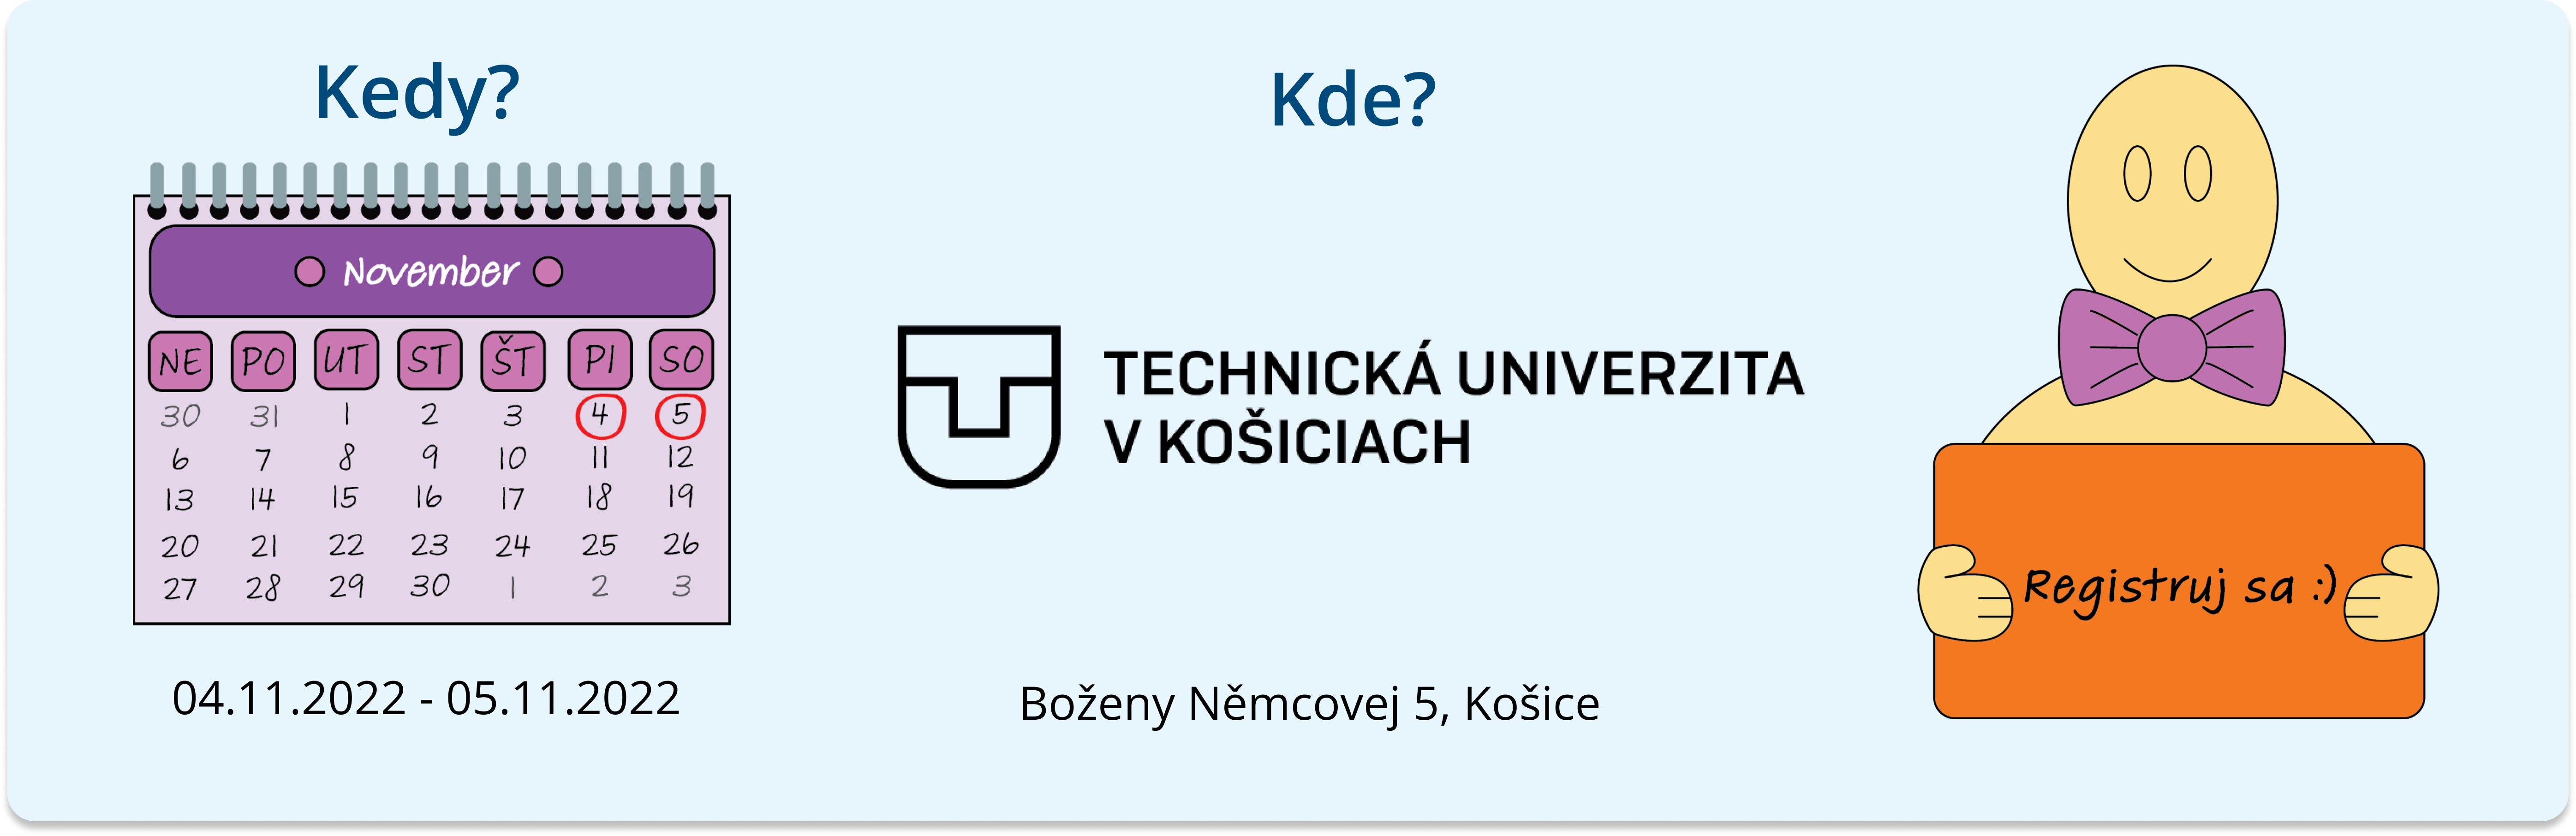 Kedy?
November
NE PO UT ST ŠT PI SO
30 31 1 2 3 4 5
6 7 8 9 10 11 12
13 14 15 16 17 18 19
20 21 22 23 24 25 26
27 28 29 30 1 2 3
04.11.2022 - 05.11.2022
Kde?
TECHNICKÁ UNIVERZITA
V KOŠICIACH
Boženy Němcovej 5, Košice
Registruj sa :)